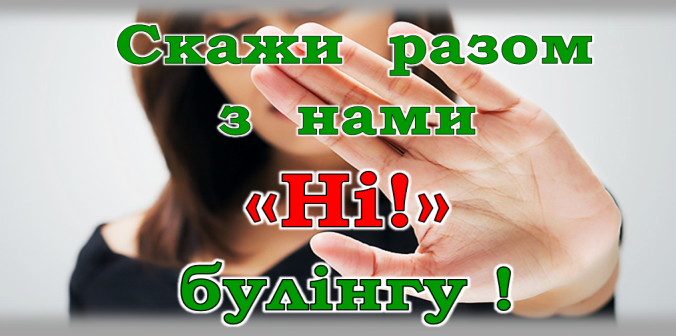 Скажи разом
з нами
«Ні!»
булінгу !